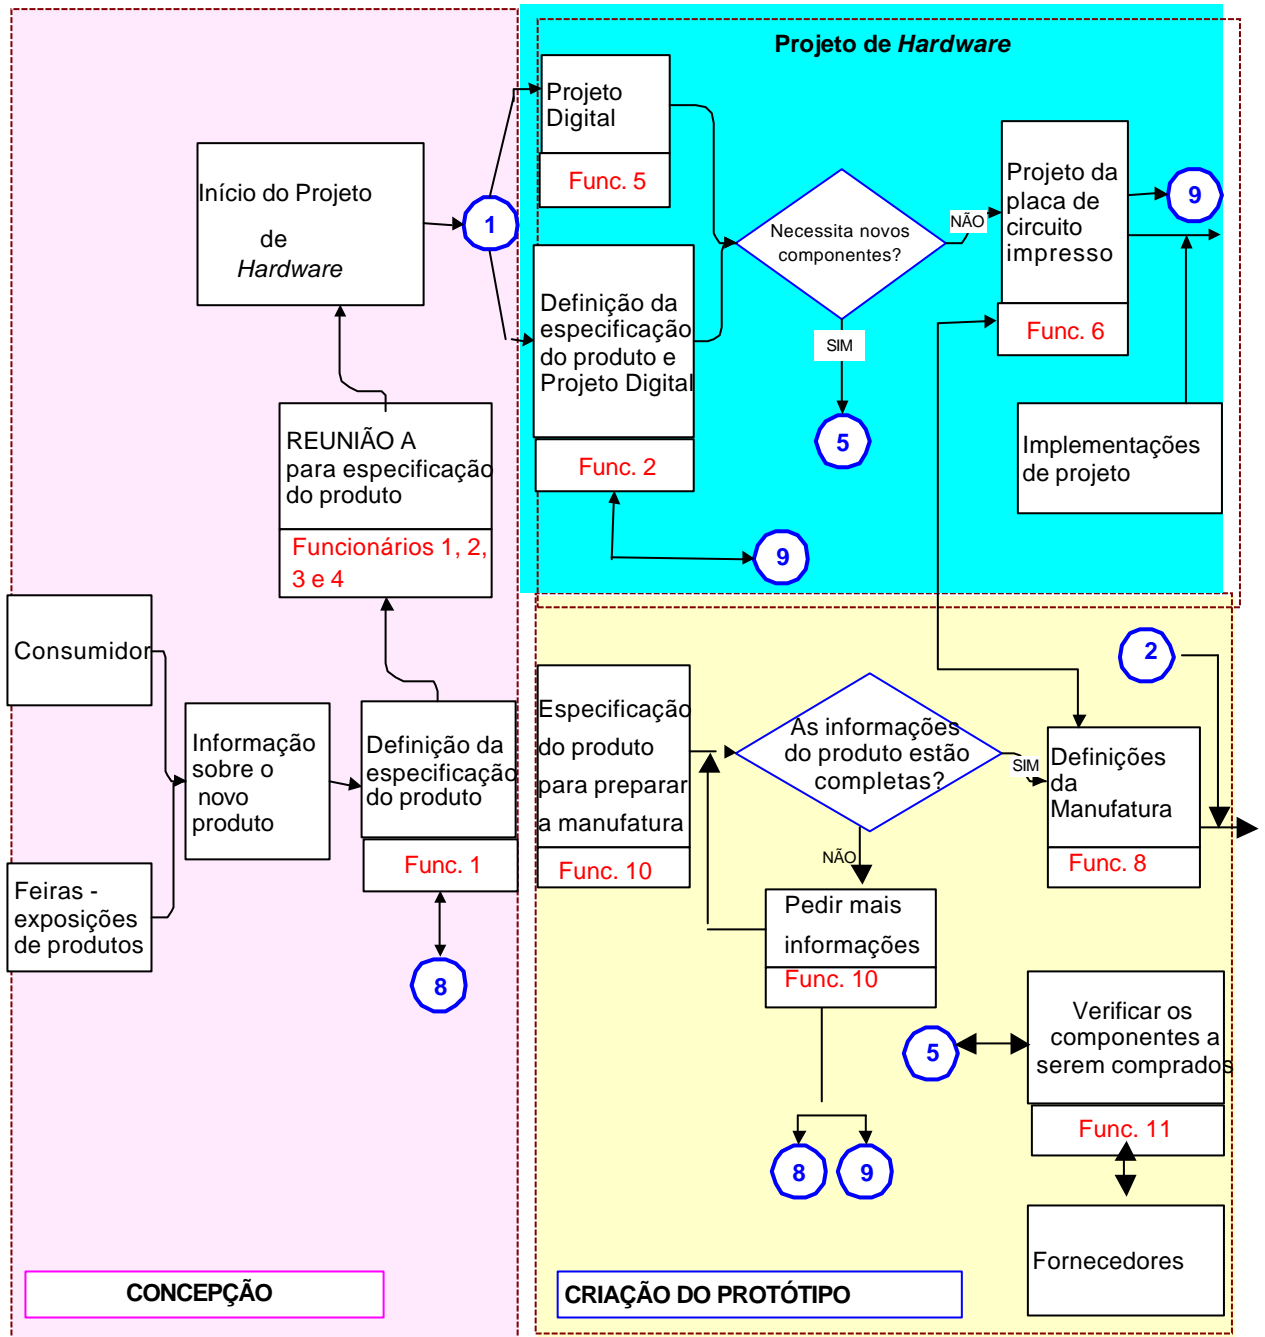 Projeto de Hardware
Projeto
Digital
Func. 5
Início do Projeto
de
Hardware
1
Necessita novos
componentes?
NÃO
SIM
5
Projeto da
placa de
circuito
impresso
Func. 6
9
Definição da
especificação
do produto e
Projeto Digital
Func. 2
9
Implementações
de projeto
REUNIÃO A
para especificação
do produto
Funcionários 1, 2,
3 e 4
Consumidor
Informação
sobre o
novo
produto
Feiras -
exposições
de produtos
Definição da
especificação
do produto
Func. 1
8
Especificação
do produto
para preparar
a manufatura
Func. 10
As informações
do produto estão
completas?
SIM
NÃO
2
Definições
da
Manufatura
Func. 8
Pedir mais
informações
Func. 10
8
9
5
Verificar os
componentes a
serem comprados
Func. 11
Fornecedores
CONCEPÇÃO
CRIAÇÃO DO PROTÓTIPO